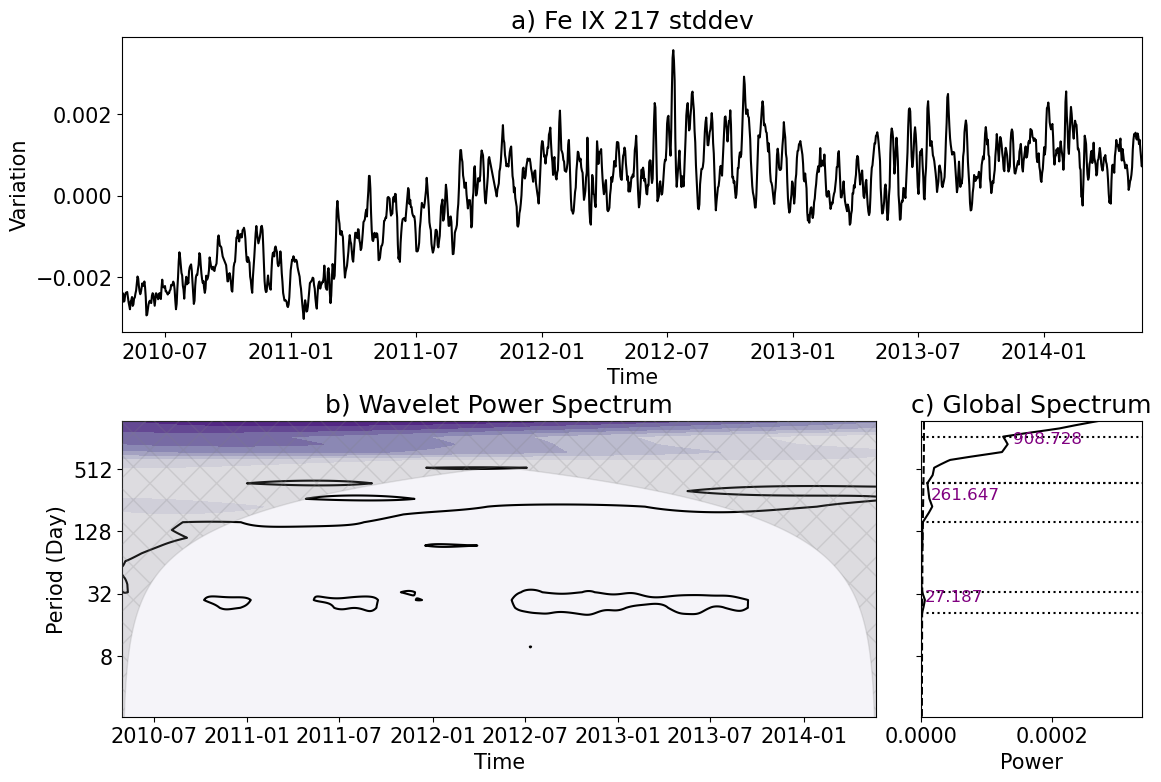 a) Fe IX 217 stddev
Variation
0.002
0.000
−0.002
2010-07 2011-01 2011-07 2012-01 2012-07 2013-01 2013-07 2014-01
Time
b) Wavelet Power Spectrum
Period (Day)
512
128
32
8
2010-07 2011-01 2011-07 2012-01 2012-07 2013-01 2013-07 2014-01
Time
c) Global Spectrum
908.728
261.647
27.187
0.0000 0.0002
Power